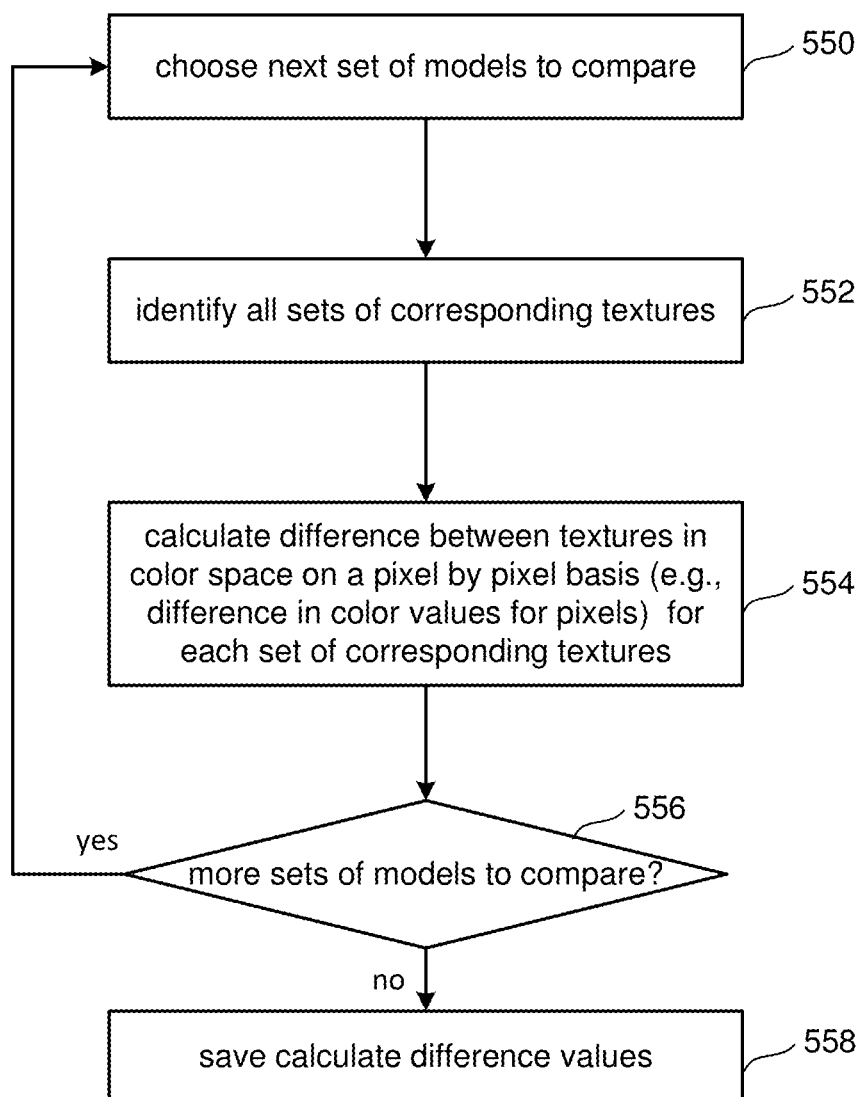 choose next set of models to compare
550
identify all sets of corresponding textures
552
calculate difference between textures in
color space on a pixel by pixel basis (e.g.,
difference in color values for pixels) for
each set of corresponding textures
554
556
yes
more sets of models to compare?
no
save calculate difference values
558